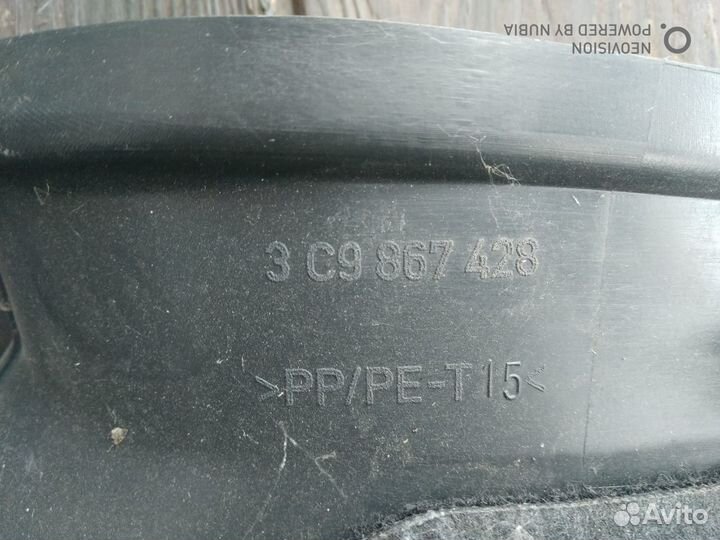 NEOVISION
POWERED BY NUBIA
3 C9 867 428
>PP/PE-T15<
Avito